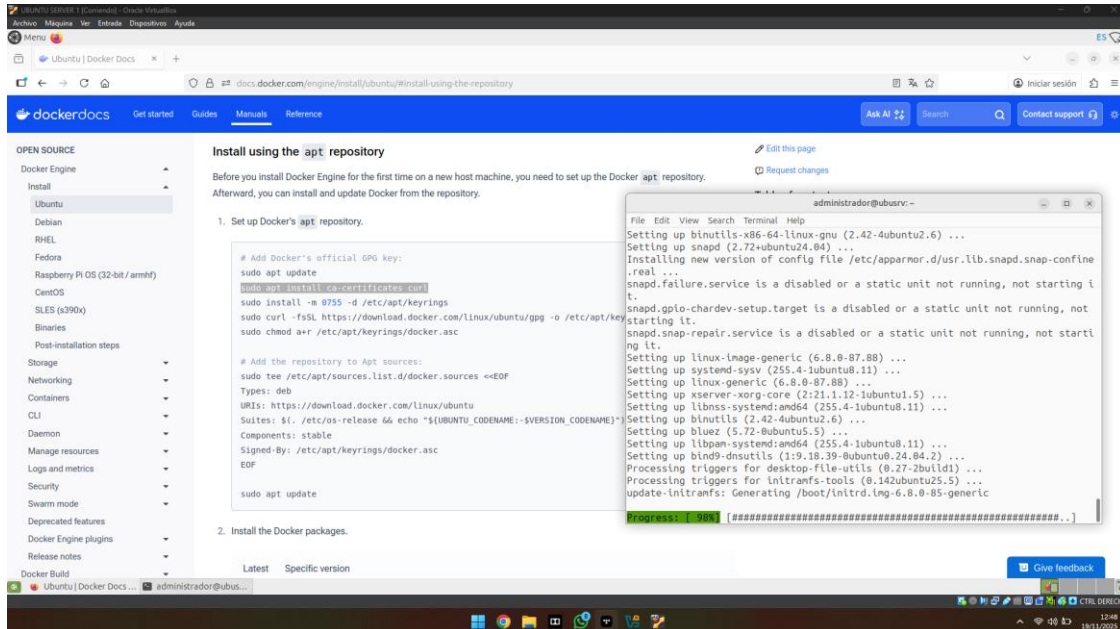 UBUNTU SERVER 1 [Corriendo] - Oracle VirtualBox
Archivo Máquina Ver Entrada Dispositivos Ayuda
Menu
ES
Ubuntu | Docker Docs
docs.docker.com/engine/install/ubuntu/#install-using-the-repository
Iniciar sesión
dockerdocs Get started Guides Manuals Reference Ask AI Search Contact support
OPEN SOURCE
Docker Engine
Install
Ubuntu
Debian
RHEL
Fedora
Raspberry Pi OS (32-bit / armhf)
CentOS
SLES (s390x)
Binaries
Post-installation steps
Storage
Networking
Containers
CLI
Daemon
Manage resources
Logs and metrics
Security
Swarm mode
Deprecated features
Docker Engine plugins
Release notes
Docker Build
Install using the apt repository
Before you install Docker Engine for the first time on a new host machine, you need to set up the Docker apt repository.
Afterward, you can install and update Docker from the repository.
1. Set up Docker's apt repository.
# Add Docker's official GPG key:
sudo apt update
sudo apt install ca-certificates curl
sudo install -m 0755 -d /etc/apt/keyrings
sudo curl -fsSL https://download.docker.com/linux/ubuntu/gpg -o /etc/apt/key
sudo chmod a+r /etc/apt/keyrings/docker.asc
# Add the repository to Apt sources:
sudo tee /etc/apt/sources.list.d/docker.sources <<EOF
Types: deb
URIs: https://download.docker.com/linux/ubuntu
Suites: $(. /etc/os-release && echo "${UBUNTU_CODENAME:-$VERSION_CODENAME}")
Components: stable
Signed-By: /etc/apt/keyrings/docker.asc
EOF
sudo apt update
2. Install the Docker packages.
Latest Specific version
Edit this page
Request changes
administrador@ubusrv: ~
File Edit View Search Terminal Help
Setting up binutils-x86-64-linux-gnu (2.42-4ubuntu2.6) ...
Setting up snapd (2.72+ubuntu24.04) ...
Installing new version of config file /etc/apparmor.d/usr.lib.snapd.snap-confine
.real ...
snapd.failure.service is a disabled or a static unit not running, not starting i
t.
snapd.gpio-chardev-setup.target is a disabled or a static unit not running, not
starting it.
snapd.snap-repair.service is a disabled or a static unit not running, not starti
ng it.
Setting up linux-image-generic (6.8.0-87.88) ...
Setting up systemd-sysv (255.4-1ubuntu8.11) ...
Setting up linux-generic (6.8.0-87.88) ...
Setting up xserver-xorg-core (2:21.1.12-1ubuntu1.5) ...
Setting up libnss-systemd:amd64 (255.4-1ubuntu8.11) ...
Setting up binutils (2.42-4ubuntu2.6) ...
Setting up bluez (5.72-0ubuntu5.5) ...
Setting up libpam-systemd:amd64 (255.4-1ubuntu8.11) ...
Setting up bind9-dnsutils (1:9.18.39-0ubuntu0.24.04.2) ...
Processing triggers for desktop-file-utils (0.27-2build1) ...
Processing triggers for initramfs-tools (0.142ubuntu25.5) ...
update-initramfs: Generating /boot/initrd.img-6.8.0-85-generic
Progress: [ 98%] [########################################################..]
Give feedback
Ubuntu | Docker Docs ... administrador@ubus...
CTRL DERECH
12:48
19/11/2025